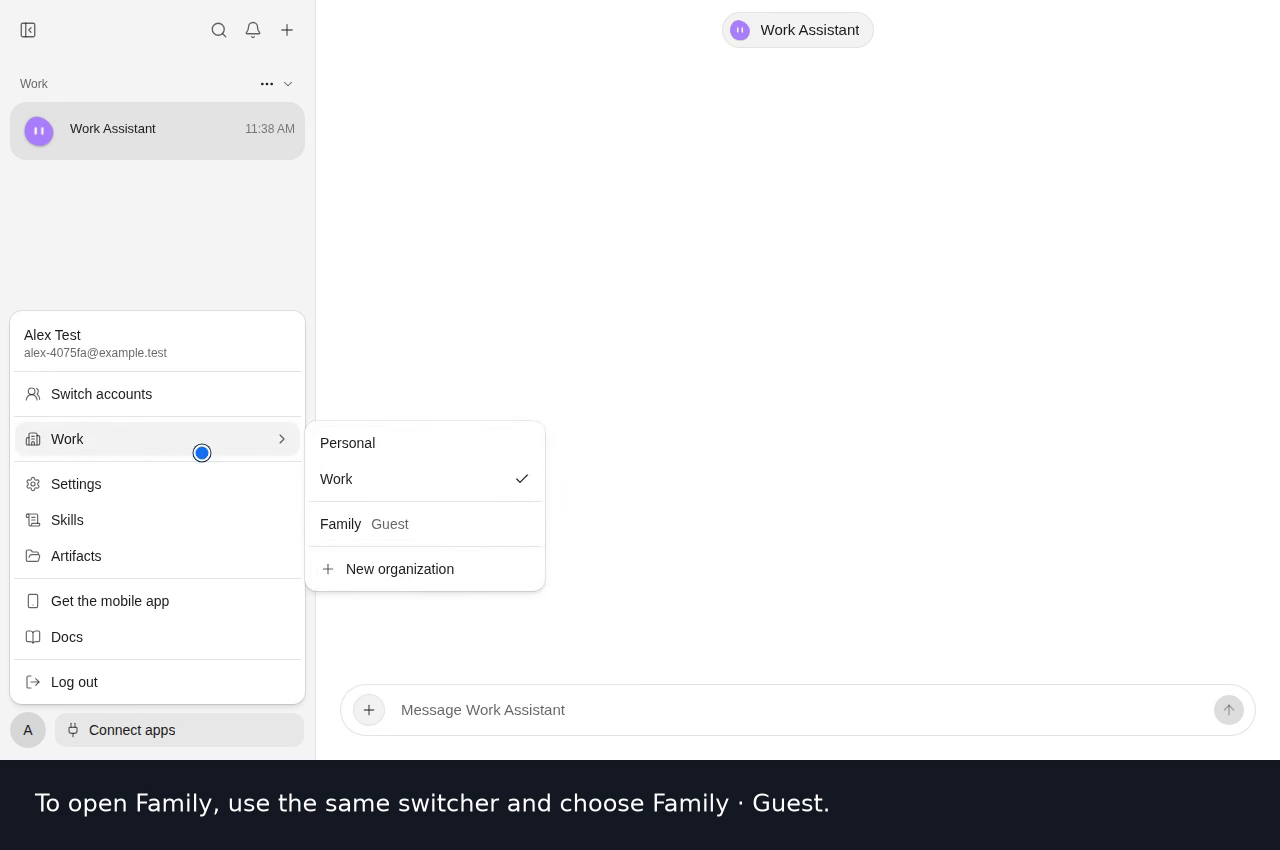 Work Assistant
Work
Work Assistant 11:38 AM
Alex Test
alex-4075fa@example.test
Switch accounts
Work
Settings
Skills
Artifacts
Get the mobile app
Docs
Log out
Personal
Work
Family Guest
New organization
A
Connect apps
Message Work Assistant
To open Family, use the same switcher and choose Family · Guest.